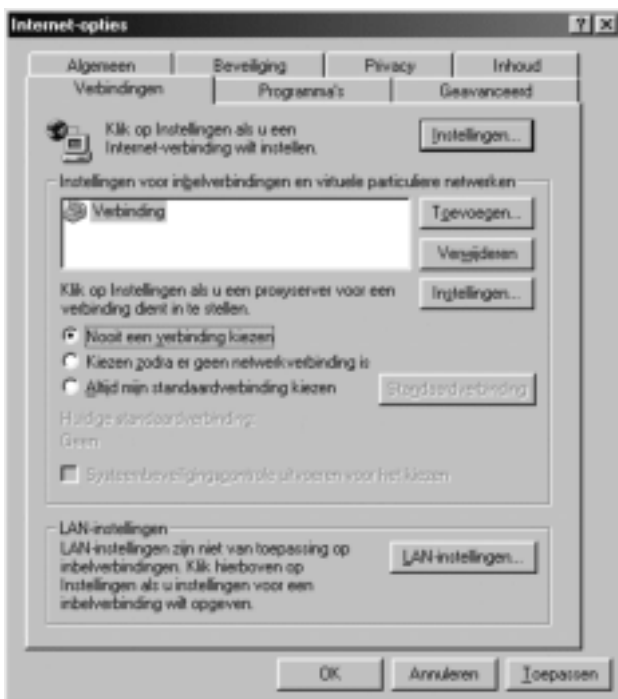 Internet-opties
Algemeen Beveiliging Privacy Inhoud
Verbindingen Programma's Geavanceerd
Klik op Instellingen als u een
Internet-verbinding wilt instellen.
Instellingen...
Instellingen voor inbelverbindingen en virtuele particuliere netwerken
Verbinding
Toevoegen...
Verwijderen
Klik op Instellingen als u een proxyserver voor een
verbinding dient in te stellen.
Instellingen...
Nooit een verbinding kiezen
Kiezen zodra er geen netwerkverbinding is
Altijd mijn standaardverbinding kiezen
Standaardverbinding
Huidige standaardverbinding:
Geen
Systeembeveiligingscontrole uitvoeren voor het kiezen
LAN-instellingen
LAN-instellingen zijn niet van toepassing op
inbelverbindingen. Klik hierboven op
Instellingen als u instellingen voor een
inbelverbinding wilt opgeven.
LAN-instellingen...
OK Annuleren Toepassen